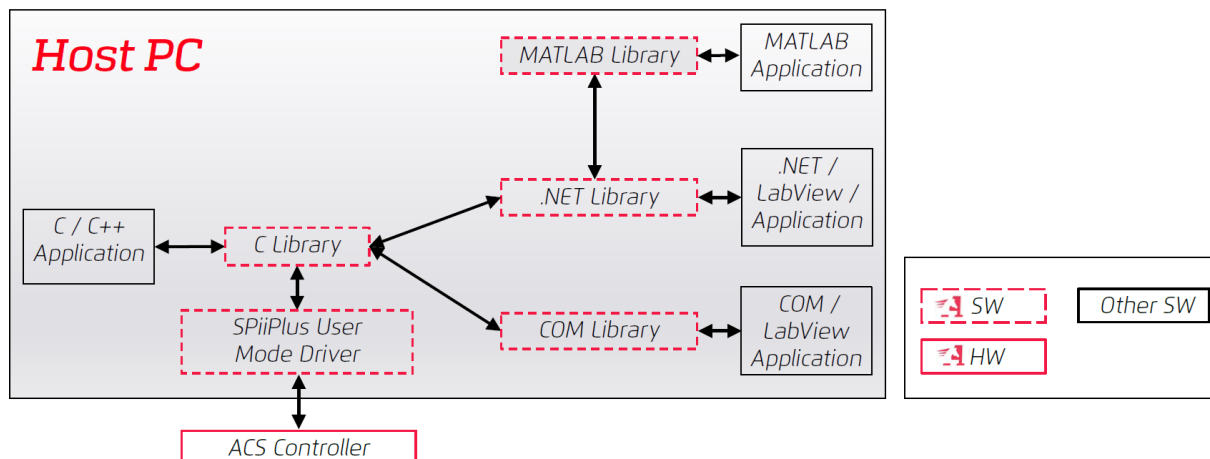 Host PC
MATLAB Library
MATLAB
Application
.NET Library
.NET /
LabView /
Application
C / C++
Application
C Library
SPiiPlus User
Mode Driver
COM Library
COM /
LabView
Application
ACS Controller
SW
Other SW
HW